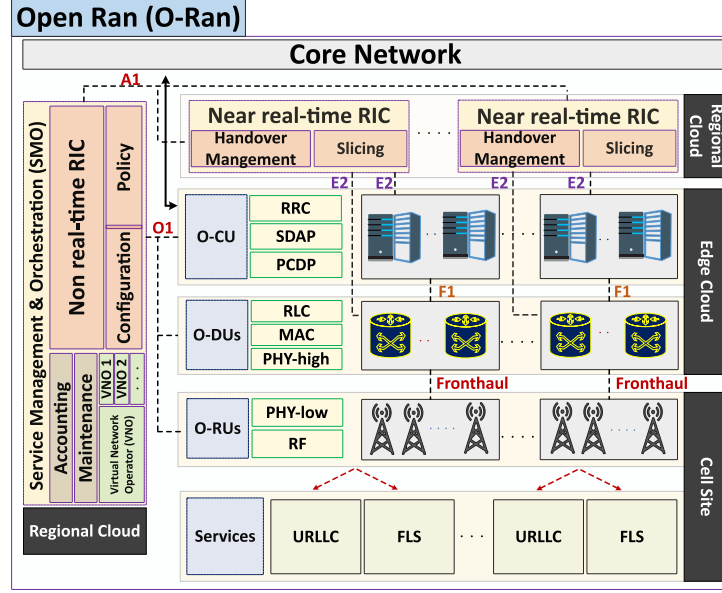 Open Ran (O-Ran)
Core Network
A1
Service Management & Orchestration (SMO)
Non real-time RIC
Policy
Configuration
Accounting
Maintenance
VNO 1
VNO 2
. . . .
Virtual Network
Operator (VNO)
Regional Cloud
O1
Near real-time RIC
Handover
Mangement
Slicing
. . . .
Near real-time RIC
Handover
Mangement
Slicing
Regional
Cloud
E2
E2
E2
E2
O-CU
RRC
SDAP
PCDP
Edge Cloud
F1
F1
O-DUs
RLC
MAC
PHY-high
Fronthaul
Fronthaul
O-RUs
PHY-low
RF
Cell Site
Services
URLLC
FLS
. . . .
URLLC
FLS